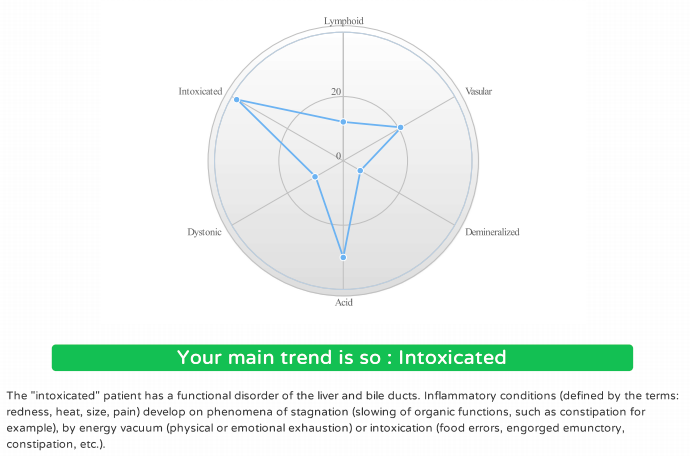 Lymphoid
Intoxicated
20
Vasular
0
Dystonic
Demineralized
Acid
Your main trend is so : Intoxicated
The "intoxicated" patient has a functional disorder of the liver and bile ducts. Inflammatory conditions (defined by the terms:
redness, heat, size, pain) develop on phenomena of stagnation (slowing of organic functions, such as constipation for
example), by energy vacuum (physical or emotional exhaustion) or intoxication (food errors, engorged emunctory,
constipation, etc.).